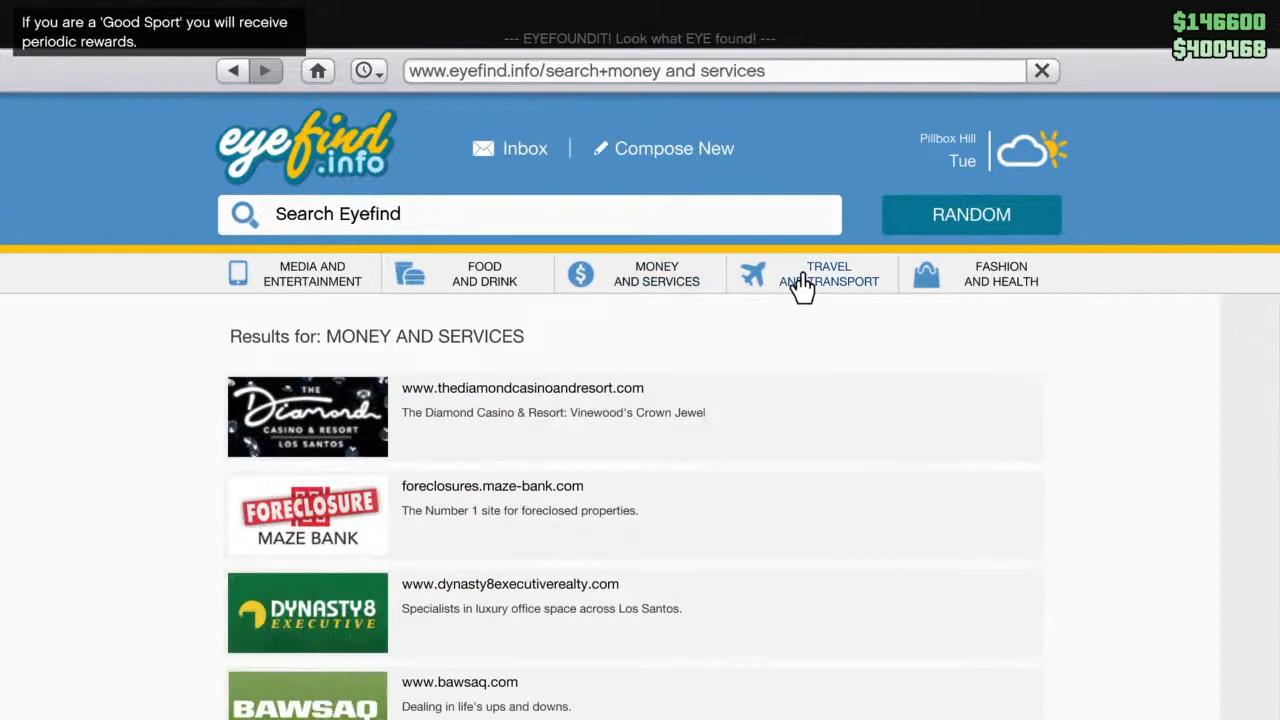 If you are a 'Good Sport' you will receive
periodic rewards.
--- EYEFOUNDIT! Look what EYE found! ---
$146600
$400468
www.eyefind.info/search+money and services
eyefind
.info
Inbox
Compose New
Pillbox Hill
Tue
Search Eyefind
RANDOM
MEDIA AND
ENTERTAINMENT
FOOD
AND DRINK
MONEY
AND SERVICES
TRAVEL
AND TRANSPORT
FASHION
AND HEALTH
Results for: MONEY AND SERVICES
THE
Diamond
CASINO & RESORT
LOS SANTOS
www.thediamondcasinoandresort.com
The Diamond Casino & Resort: Vinewood's Crown Jewel
FORECLOSURE
MAZE BANK
foreclosures.maze-bank.com
The Number 1 site for foreclosed properties.
DYNASTY8
EXECUTIVE
www.dynasty8executiverealty.com
Specialists in luxury office space across Los Santos.
BAWSAQ
www.bawsaq.com
Dealing in life's ups and downs.